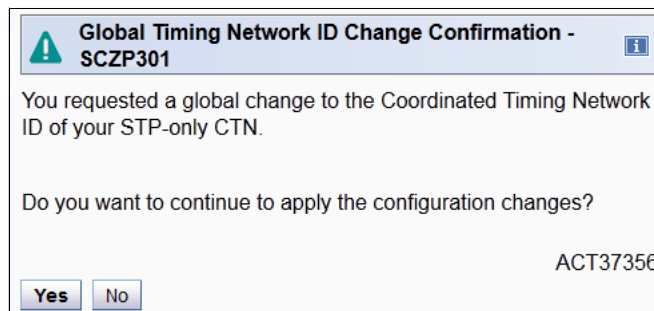 Global Timing Network ID Change Confirmation -
SCZP301
i
You requested a global change to the Coordinated Timing Network
ID of your STP-only CTN.
Do you want to continue to apply the configuration changes?
ACT37356
Yes No